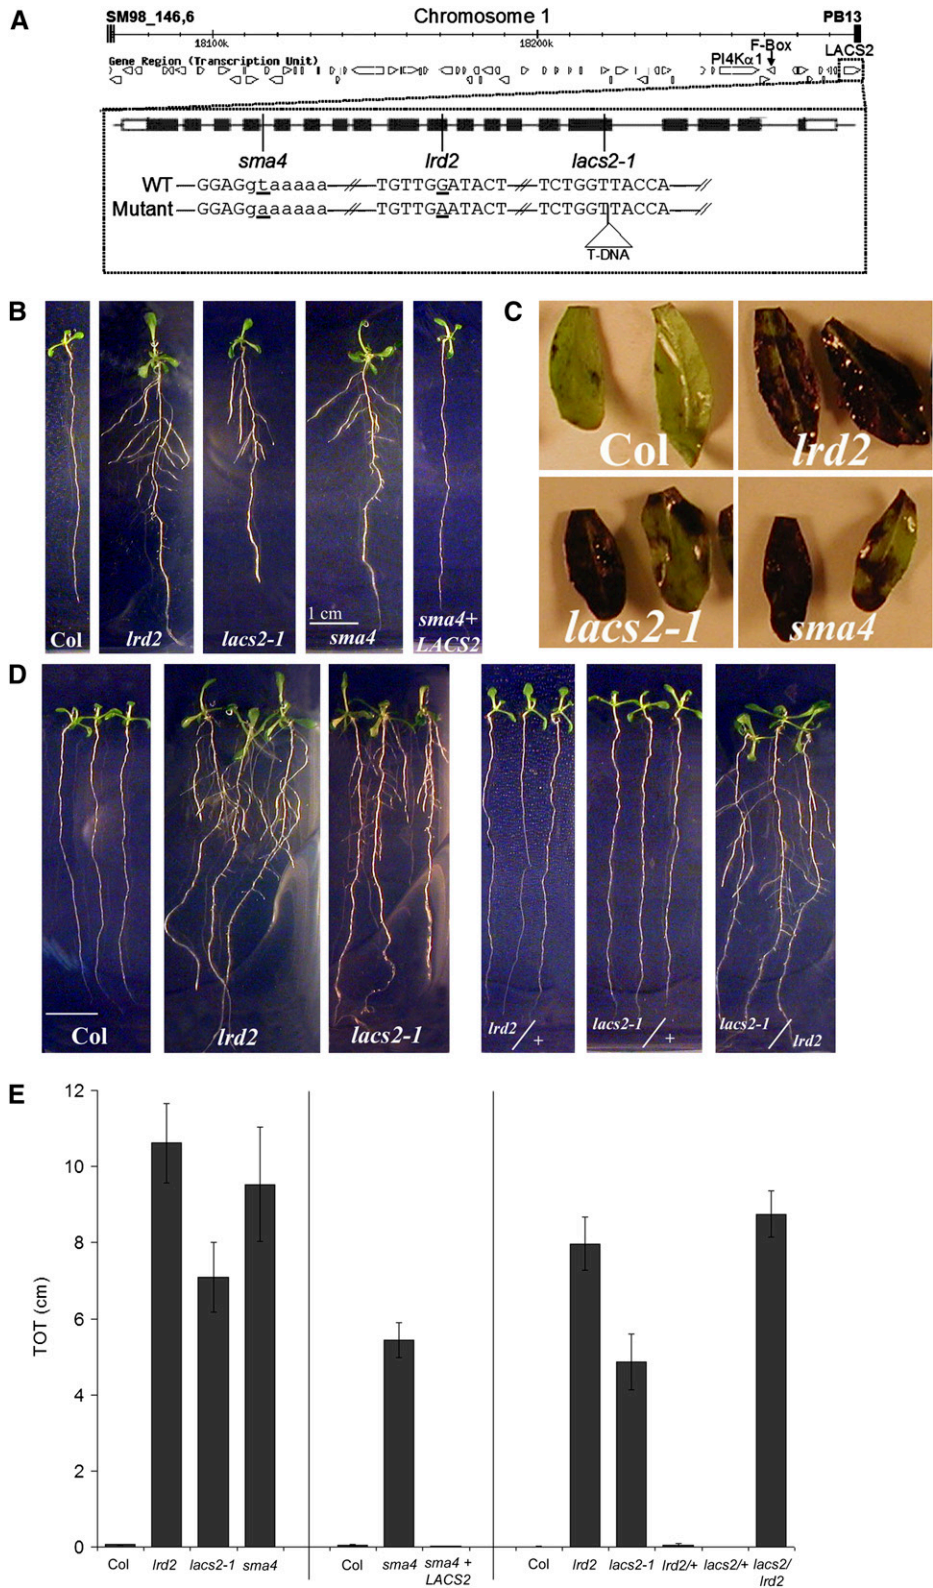 A
SM98_146,6
Chromosome 1
PB13
18100k
18200k
F-Box
LACS2
Gene Region (Transcription Unit)
PI4Kα1
sma4
lrd2
lacs2-1
WT GGAGgtaaaaa TGTTGGATACT TCTGGTTACCA
Mutant GGAGgaaaaaa TGTTGAATACT TCTGGTTACCA
T-DNA
B
Col
lrd2
lacs2-1
1 cm
sma4
sma4+
LACS2
C
Col
lrd2
lacs2-1
sma4
D
Col
lrd2
lacs2-1
lrd2/+
lacs2-1/+
lacs2-1/lrd2
E
TOT (cm)
12
10
8
6
4
2
0
Col lrd2 lacs2-1 sma4
Col sma4 sma4 +
LACS2
Col lrd2 lacs2-1 lrd2/+ lacs2/+ lacs2/
lrd2